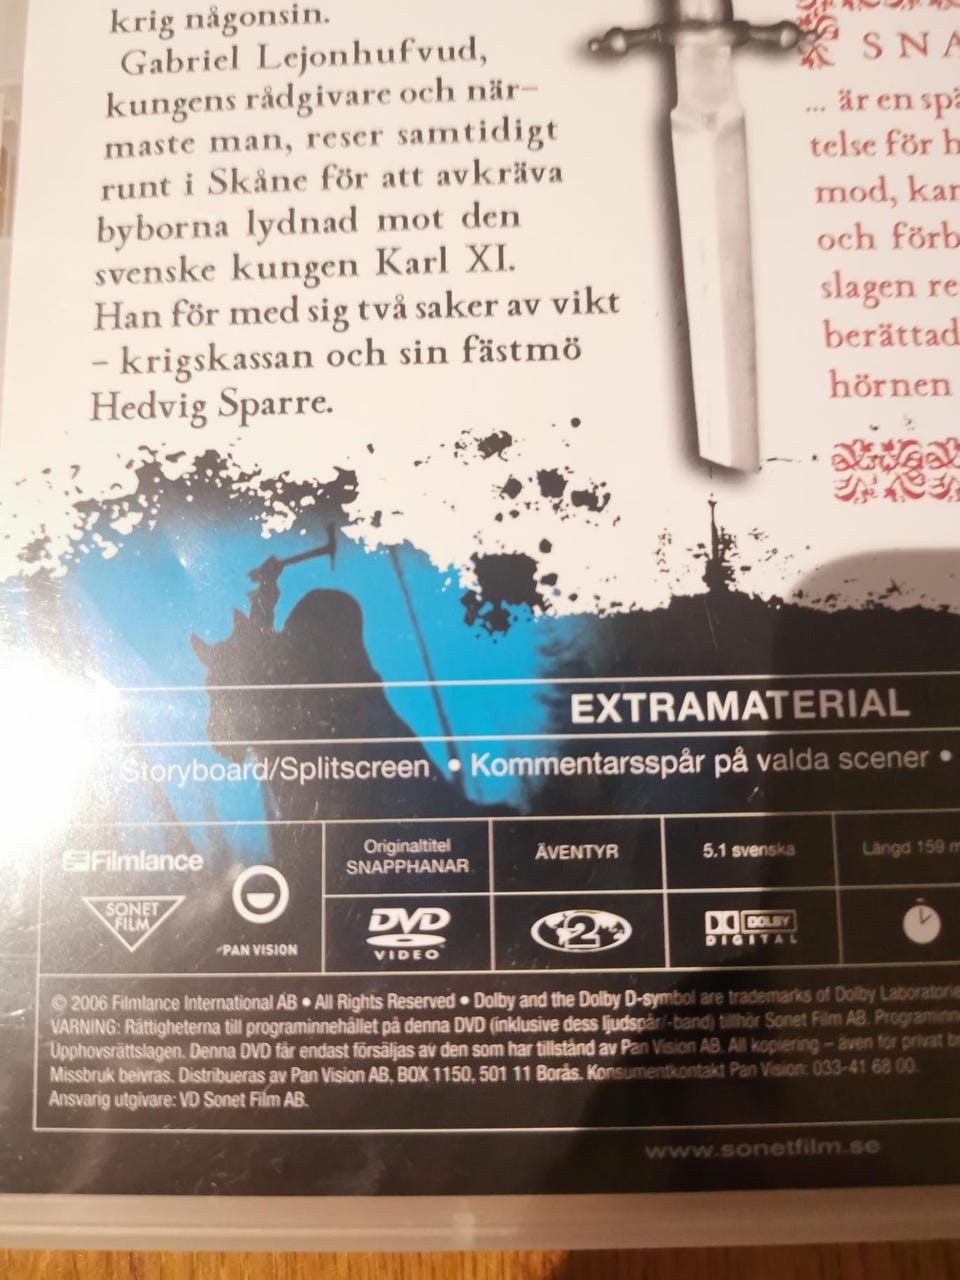 krig någonsin.
Gabriel Lejonhufvud,
kungens rådgivare och när-
maste man, reser samtidigt
runt i Skåne för att avkräva
byborna lydnad mot den
svenske kungen Karl XI.
Han för med sig två saker av vikt
– krigskassan och sin fästmö
Hedvig Sparre.
SNA
... är en spä
telse för h
mod, kar
och förb
slagen re
berättad
hörnen
EXTRAMATERIAL
Storyboard/Splitscreen • Kommentarsspår på valda scener •
Filmlance
SONET
FILM
PAN VISION
Originaltitel
SNAPPHANAR
ÄVENTYR
5.1 svenska
Längd 159 m
DVD
VIDEO
2
DOLBY
DIGITAL
© 2006 Filmlance International AB • All Rights Reserved • Dolby and the Dolby D-symbol are trademarks of Dolby Laboratorie
VARNING: Rättigheterna till programinnehållet på denna DVD (inklusive dess ljudspår/-band) tillhör Sonet Film AB. Programinn
Upphovsrättslagen. Denna DVD får endast försäljas av den som har tillstånd av Pan Vision AB. All kopiering – även för privat br
Missbruk beivras. Distribueras av Pan Vision AB, BOX 1150, 501 11 Borås. Konsumentkontakt Pan Vision: 033-41 68 00.
Ansvarig utgivare: VD Sonet Film AB.
www.sonetfilm.se